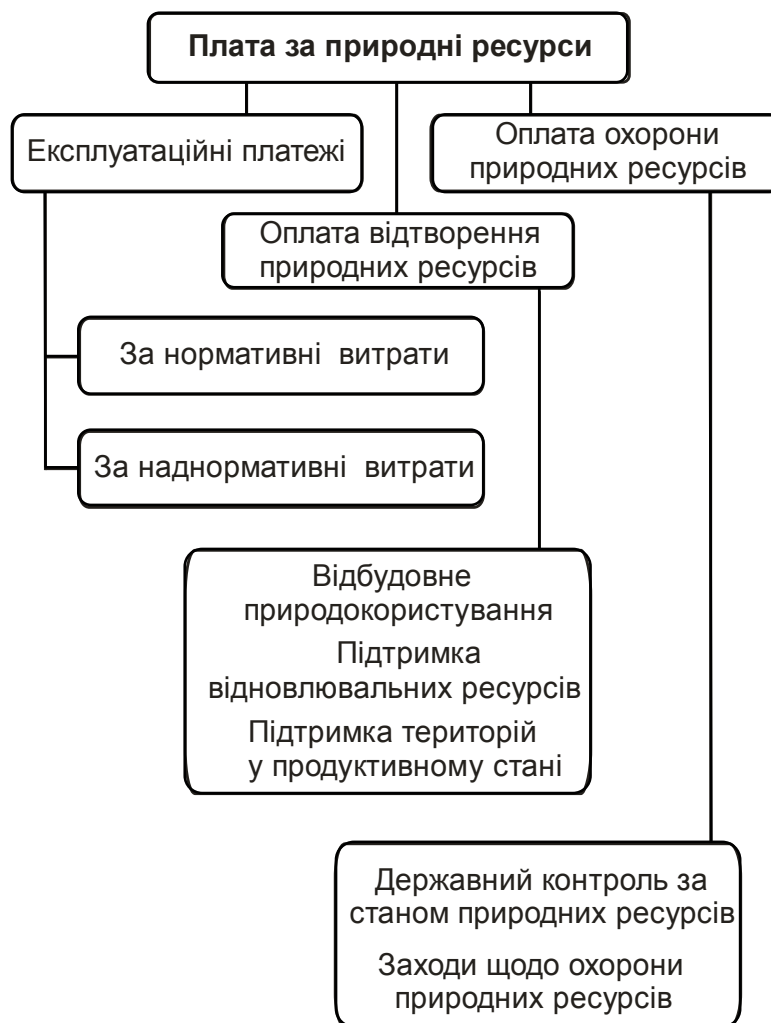 Плата за природні ресурси
Експлуатаційні платежі
Оплата охорони
природних ресурсів
Оплата відтворення
природних ресурсів
За нормативні витрати
За наднормативні витрати
Відбудовне
природокористування
Підтримка
відновлювальних ресурсів
Підтримка територій
у продуктивному стані
Державний контроль за
станом природних ресурсів
Заходи щодо охорони
природних ресурсів